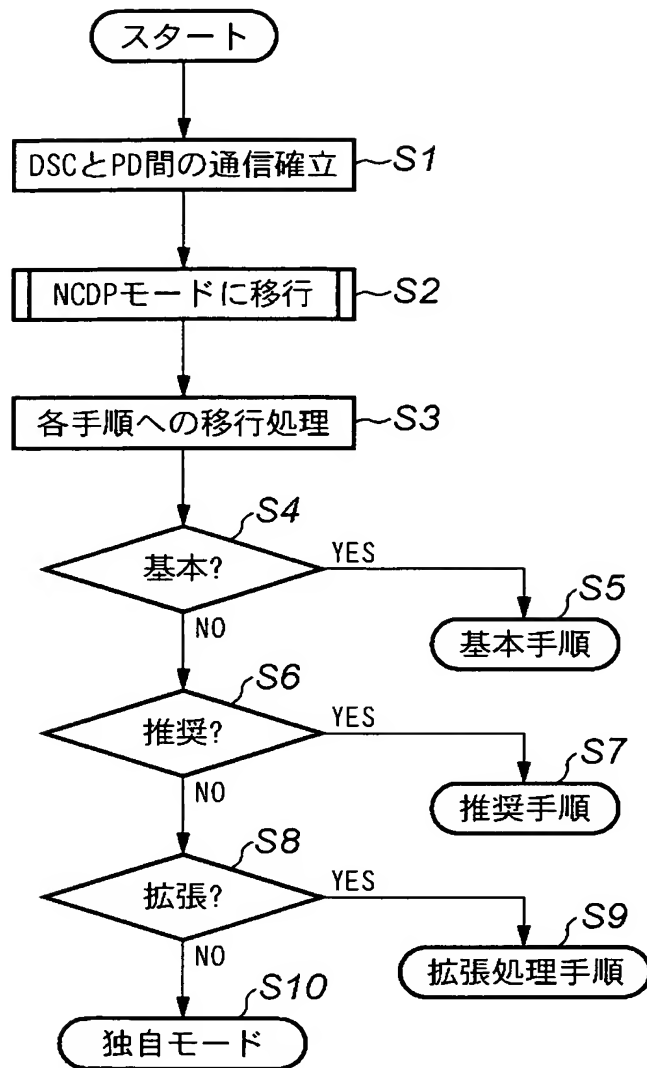 スタート
DSCとPD間の通信確立 S1
NCDPモードに移行 S2
各手順への移行処理 S3
S4
基本? YES
S5
基本手順
NO
S6
推奨? YES
S7
推奨手順
NO
S8
拡張? YES
S9
拡張処理手順
NO
S10
独自モード